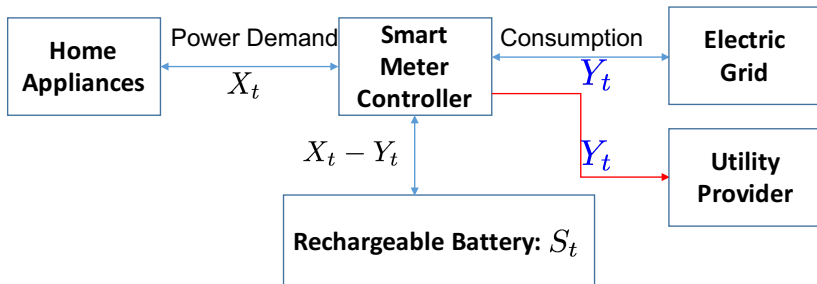 Home
Appliances
Power Demand
X_t
Smart
Meter
Controller
Consumption
Y_t
Electric
Grid
X_t − Y_t
Y_t
Utility
Provider
Rechargeable Battery: S_t